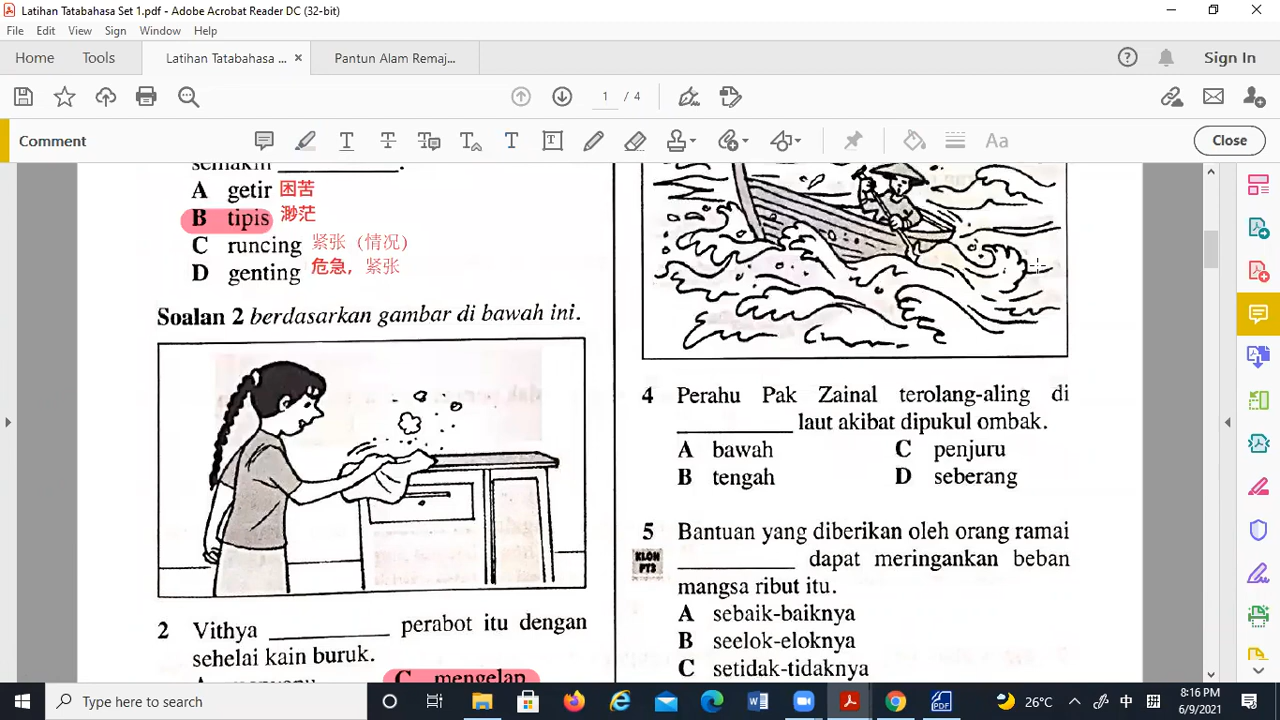 Latihan Tatabahasa Set 1.pdf - Adobe Acrobat Reader DC (32-bit)
File Edit View Sign Window Help
Home Tools Latihan Tatabahasa ... × Pantun Alam Remaj... Sign In
1 / 4
Comment
Close
semakin __________.
A getir 困苦
B tipis 渺茫
C runcing 紧张（情况）
D genting 危急，紧张
Soalan 2 berdasarkan gambar di bawah ini.
2 Vithya __________ perabot itu dengan
sehelai kain buruk.
C mengelap
4 Perahu Pak Zainal terolang-aling di
__________ laut akibat dipukul ombak.
A bawah C penjuru
B tengah D seberang
5 Bantuan yang diberikan oleh orang ramai
KLON
PT3
__________ dapat meringankan beban
mangsa ribut itu.
A sebaik-baiknya
B seelok-eloknya
C setidak-tidaknya
Type here to search
26°C 中 8:16 PM
6/9/2021